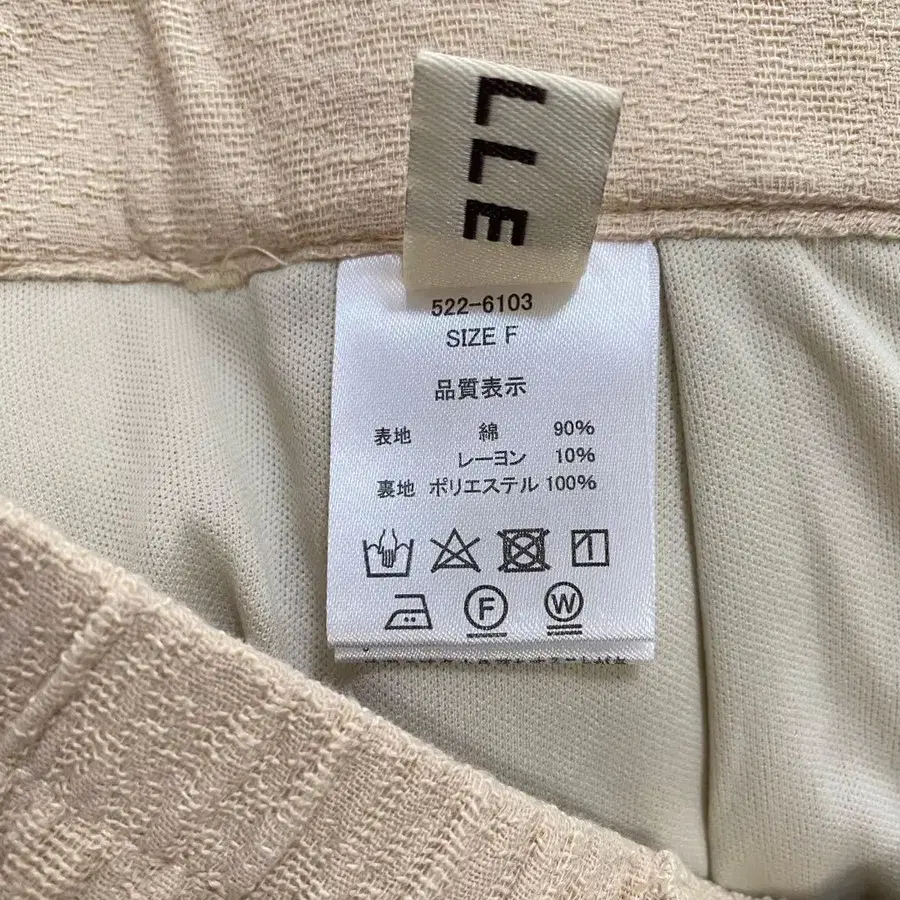 LLE
522-6103
SIZE F
品質表示
表地 綿 90%
レーヨン 10%
裏地 ポリエステル 100%
F W